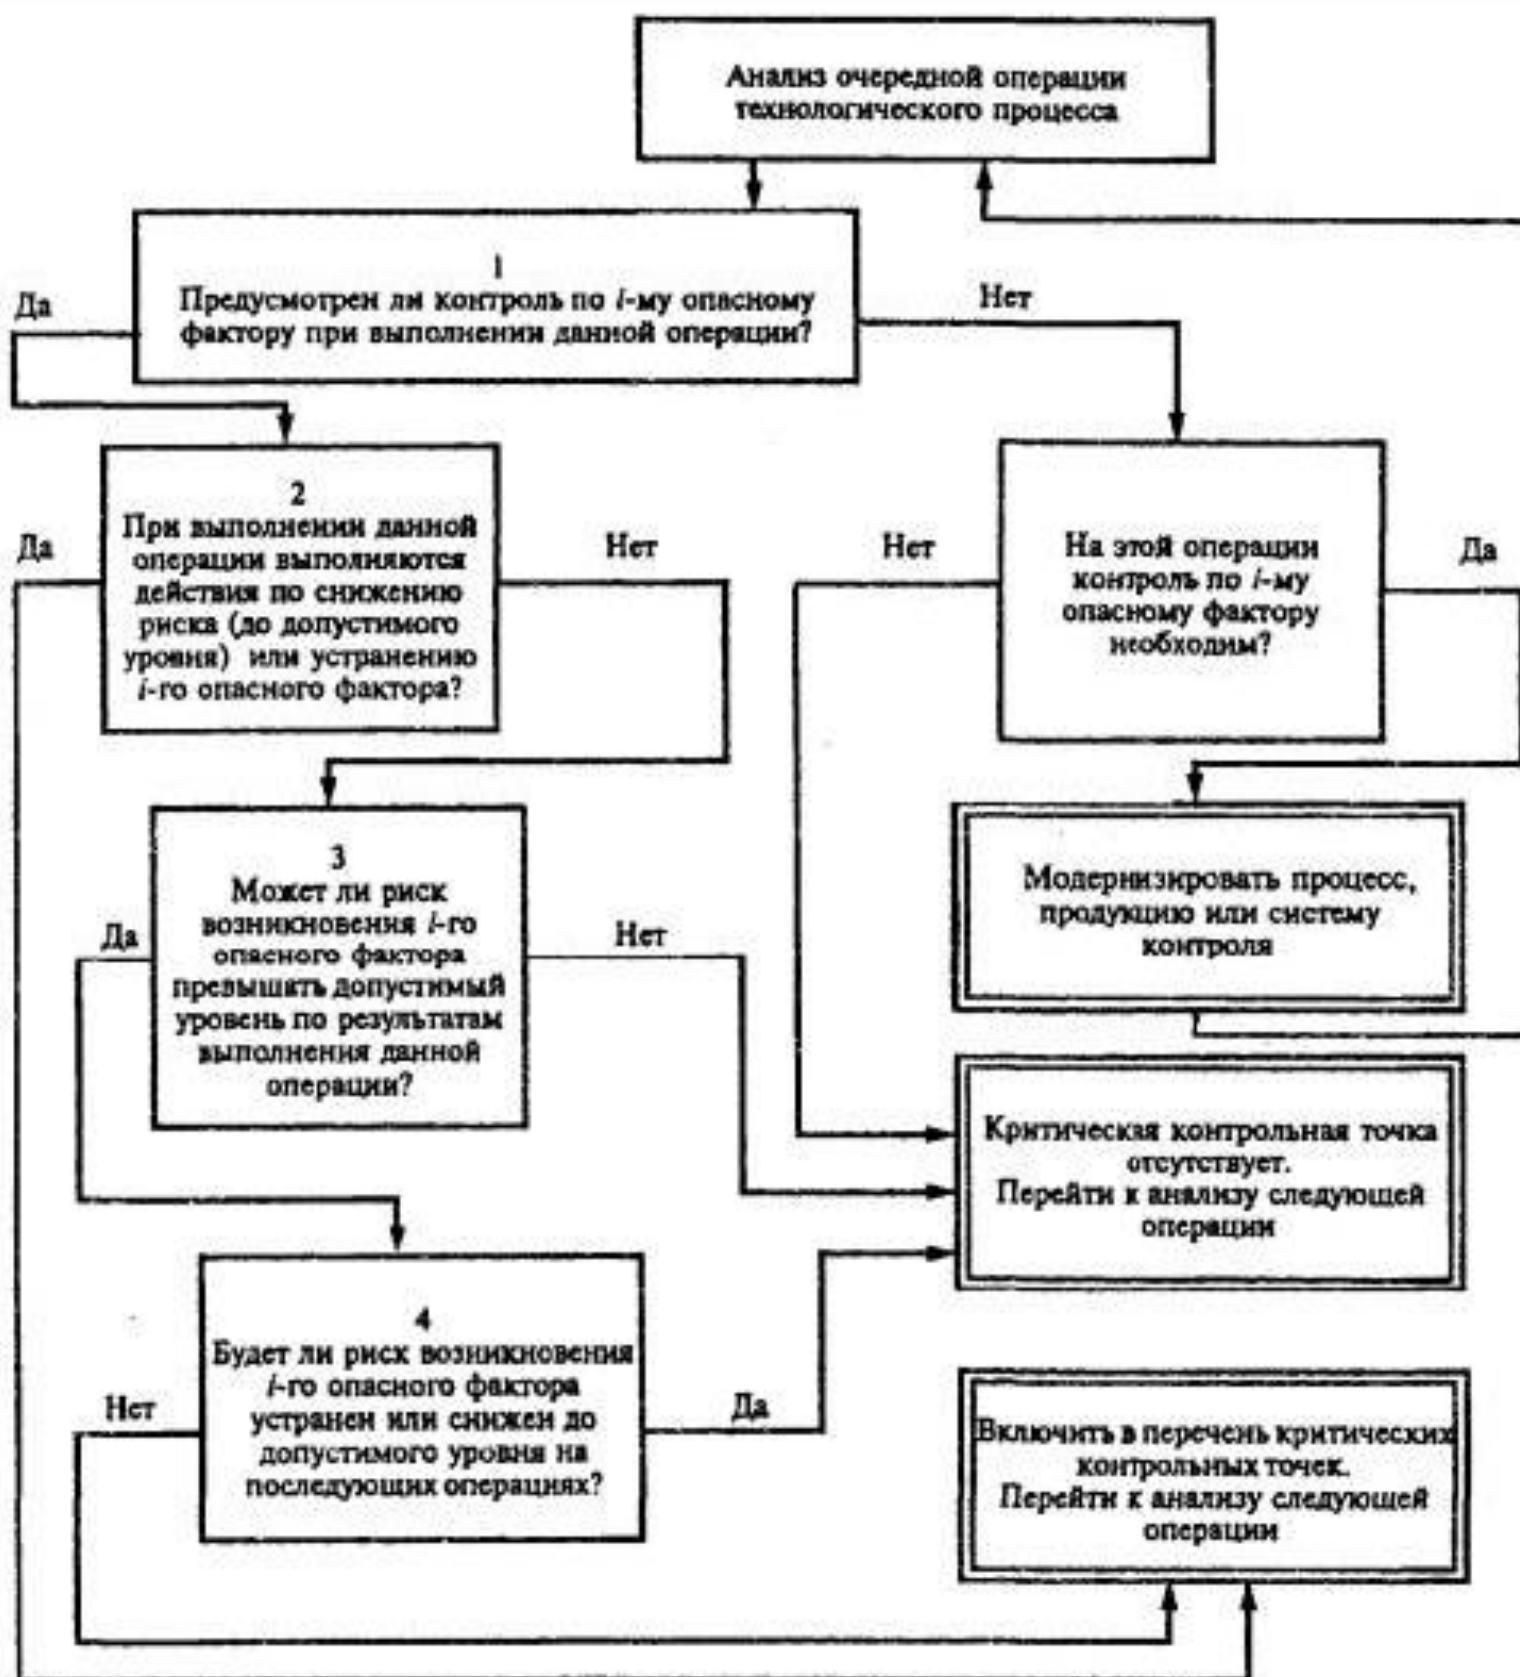 Анализ очередной операции
технологического процесса
1
Предусмотрен ли контроль по i-му опасному
фактору при выполнении данной операции?
Да
Нет
2
При выполнении данной
операции выполняются
действия по снижению
риска (до допустимого
уровня) или устранению
i-го опасного фактора?
Да
Нет
Нет
На этой операции
контроль по i-му
опасному фактору
необходим?
Да
3
Может ли риск
возникновения i-го
опасного фактора
превышать допустимый
уровень по результатам
выполнения данной
операции?
Да
Нет
Модернизировать процесс,
продукцию или систему
контроля
Критическая контрольная точка
отсутствует.
Перейти к анализу следующей
операции
4
Будет ли риск возникновения
i-го опасного фактора
устранен или снижен до
допустимого уровня на
последующих операциях?
Нет
Да
Включить в перечень критических
контрольных точек.
Перейти к анализу следующей
операции